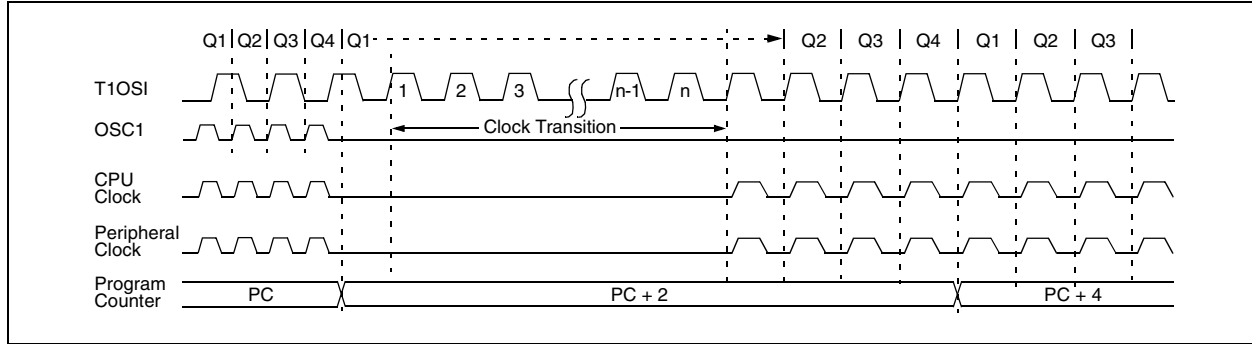 Q1 Q2 Q3 Q4 Q1 Q2 Q3 Q4 Q1 Q2 Q3
T1OSI
1 2 3 n-1 n
OSC1
Clock Transition
CPU
Clock
Peripheral
Clock
Program
Counter
PC PC + 2 PC + 4